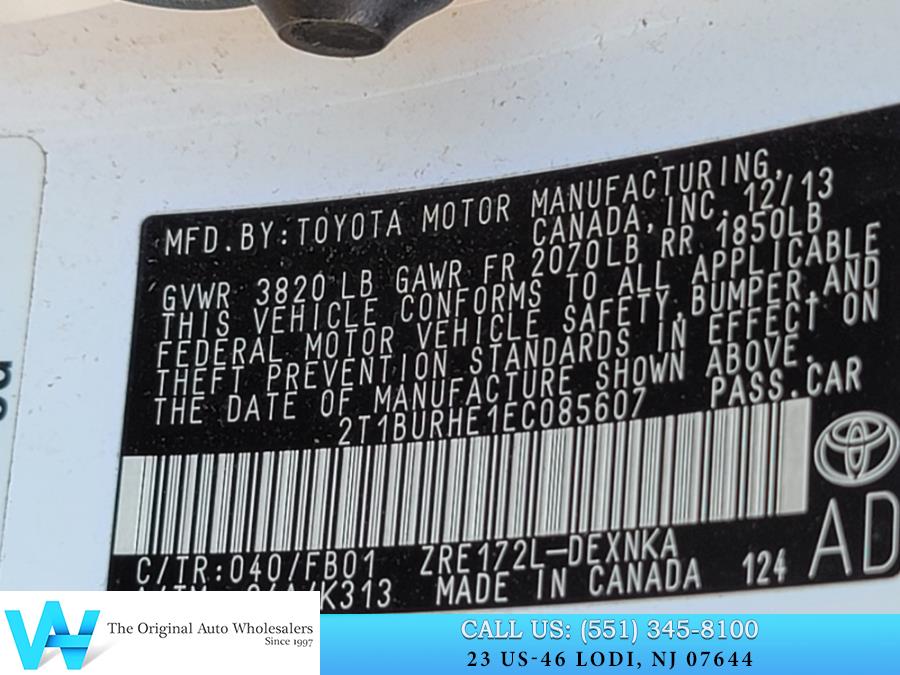 MFD.BY:TOYOTA MOTOR MANUFACTURING,
CANADA, INC. 12/13
GVWR 3820 LB GAWR FR 2070LB RR 1850LB
THIS VEHICLE CONFORMS TO ALL APPLICABLE
FEDERAL MOTOR VEHICLE SAFETY,BUMPER,AND
THEFT PREVENTION STANDARDS IN EFFECT ON
THE DATE OF MANUFACTURE SHOWN ABOVE.
2T1BURHE1EC085607 PASS.CAR
C/TR:040/FB01 ZRE172L-DEXNKA
K313 MADE IN CANADA 124
AD
The Original Auto Wholesalers
Since 1997
CALL US: (551) 345-8100
23 US-46 LODI, NJ 07644